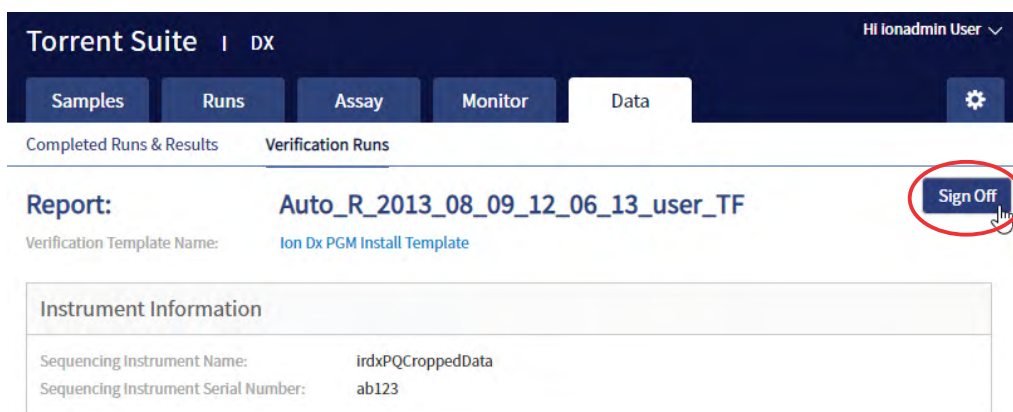 Hi ionadmin User
Torrent Suite | DX
Samples Runs Assay Monitor Data
Completed Runs & Results Verification Runs
Report: Auto_R_2013_08_09_12_06_13_user_TF Sign Off
Verification Template Name: Ion Dx PGM Install Template
Instrument Information
Sequencing Instrument Name: irdxPQCroppedData
Sequencing Instrument Serial Number: ab123